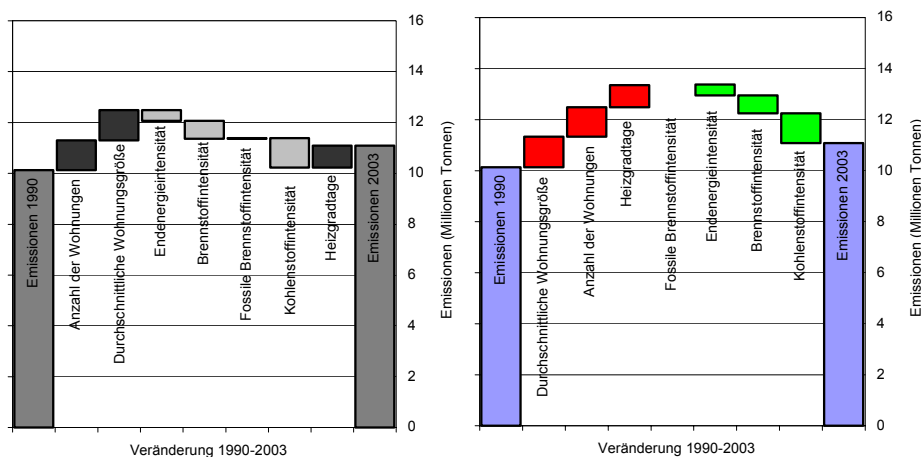 16
14
12
10
8
6
4
2
0
Emissionen 1990
Anzahl der Wohnungen
Durchschnittliche Wohnungsgröße
Endenergieintensität
Brennstoffintensität
Fossile Brennstoffintensität
Kohlenstoffintensität
Heizgradtage
Emissionen 2003
Emissionen (Millionen Tonnen)
Veränderung 1990-2003
16
14
12
10
8
6
4
2
0
Emissionen 1990
Durchschnittliche Wohnungsgröße
Anzahl der Wohnungen
Heizgradtage
Fossile Brennstoffintensität
Endenergieintensität
Brennstoffintensität
Kohlenstoffintensität
Emissionen 2003
Emissionen (Millionen Tonnen)
Veränderung 1990-2003